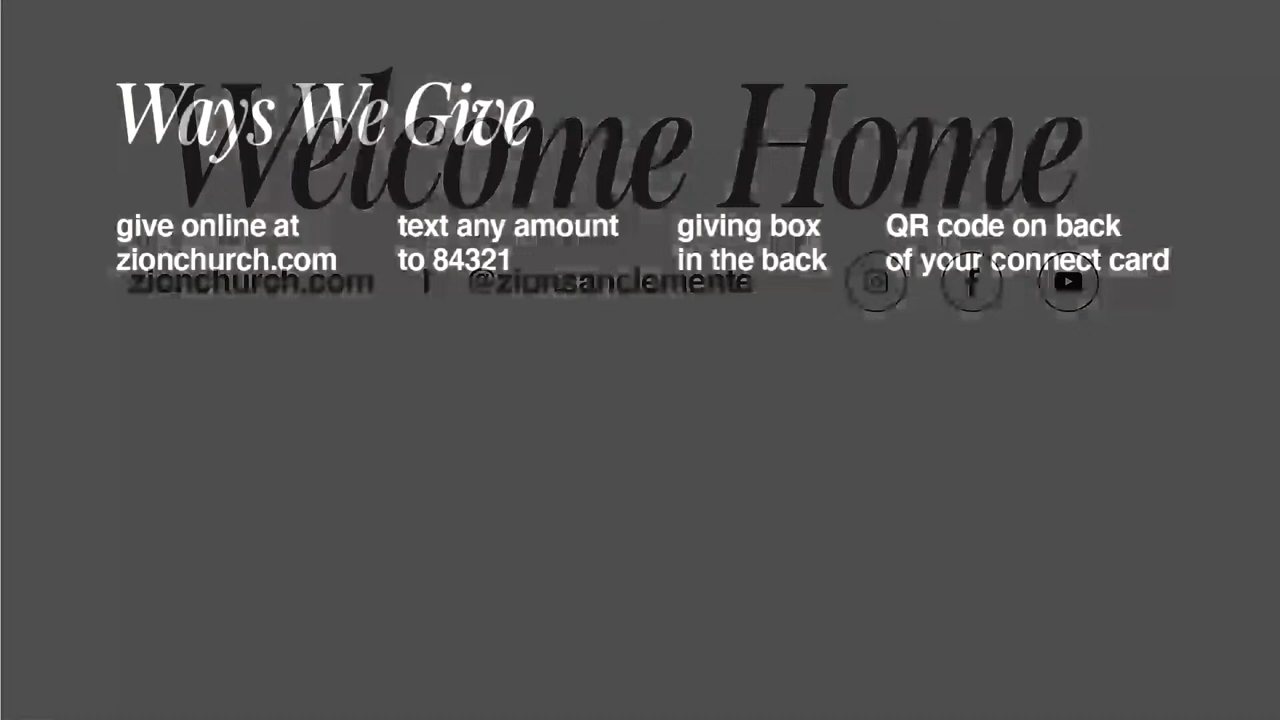 Ways We Give
Welcome Home
give online at
zionchurch.com
text any amount
to 84321
giving box
in the back
QR code on back
of your connect card
zionchurch.com | @zionsanclemente